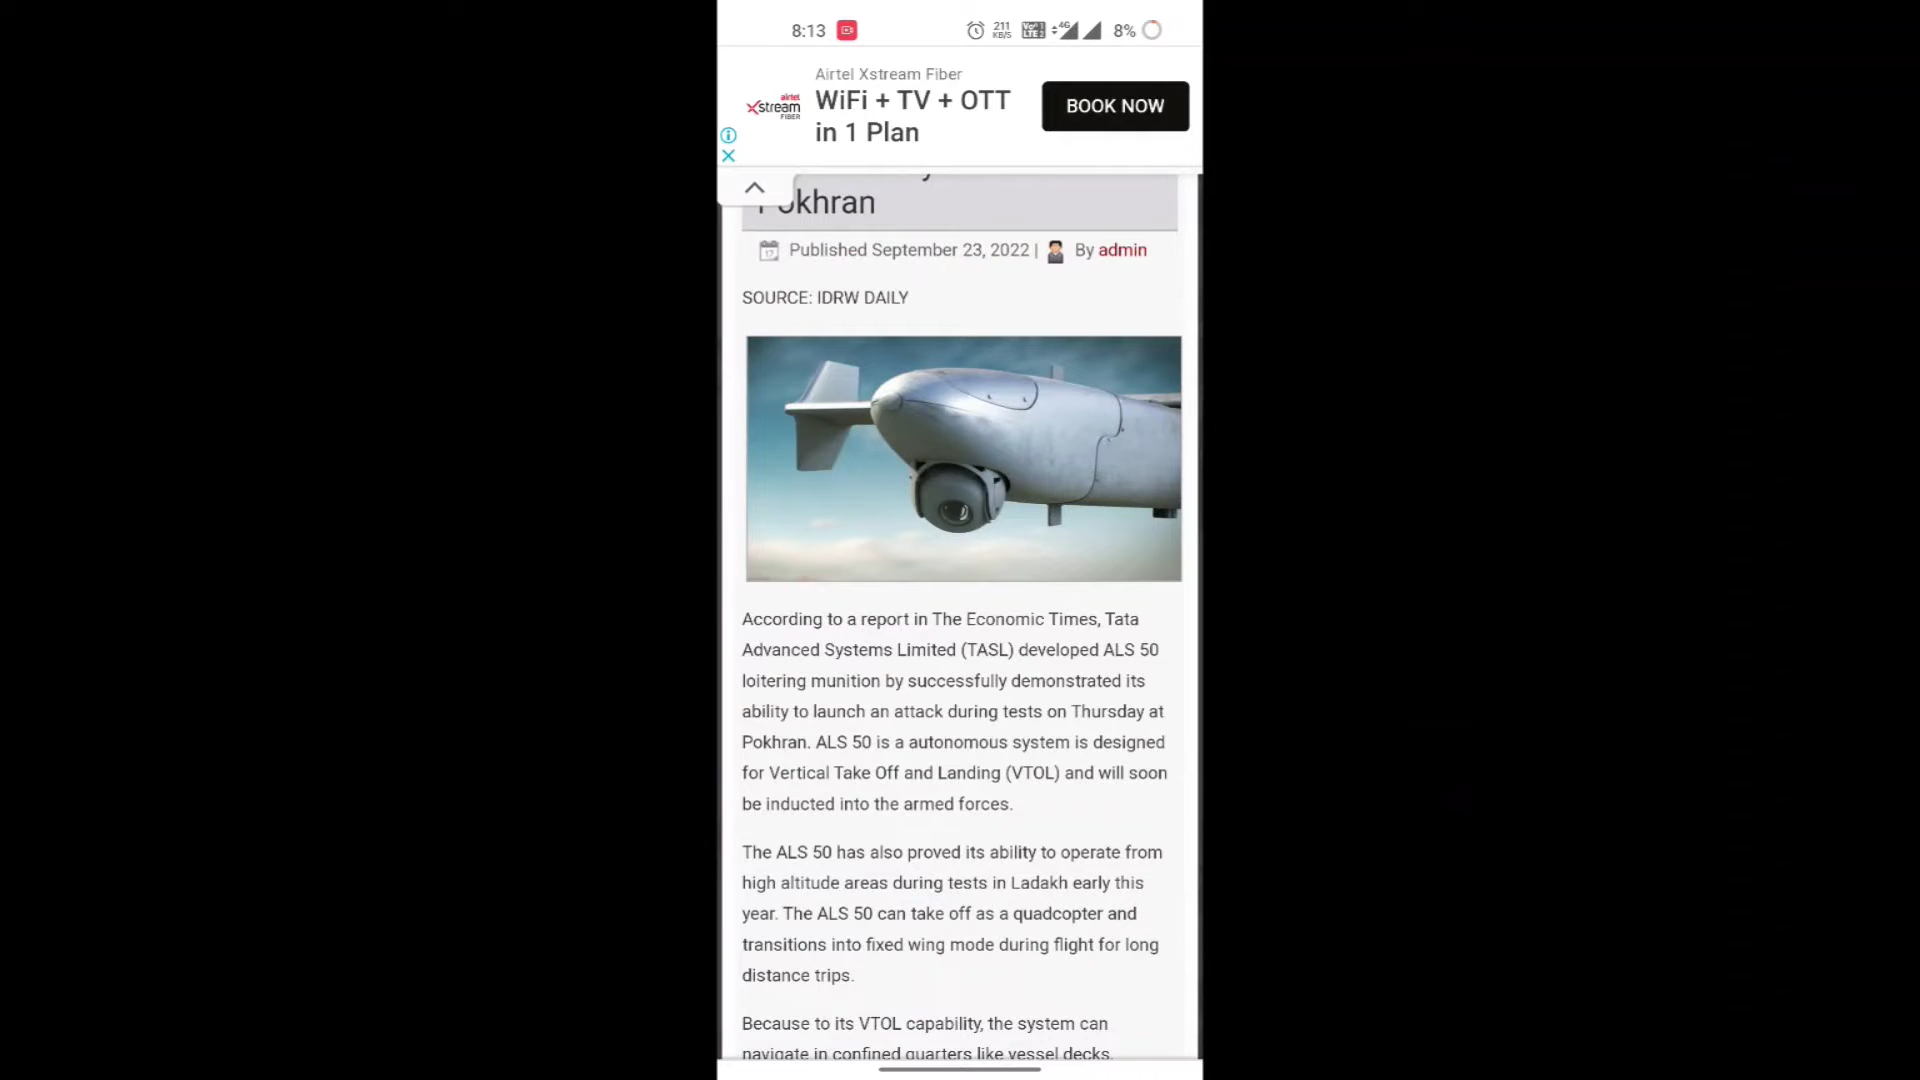 8:13
211
KB/S
4G
8%
Airtel Xstream Fiber
WiFi + TV + OTT
in 1 Plan
BOOK NOW
airtel
Xstream
FIBER
Pokhran
17
Published September 23, 2022 |
By admin
SOURCE: IDRW DAILY
According to a report in The Economic Times, Tata
Advanced Systems Limited (TASL) developed ALS 50
loitering munition by successfully demonstrated its
ability to launch an attack during tests on Thursday at
Pokhran. ALS 50 is a autonomous system is designed
for Vertical Take Off and Landing (VTOL) and will soon
be inducted into the armed forces.
The ALS 50 has also proved its ability to operate from
high altitude areas during tests in Ladakh early this
year. The ALS 50 can take off as a quadcopter and
transitions into fixed wing mode during flight for long
distance trips.
Because to its VTOL capability, the system can
navigate in confined quarters like vessel decks,